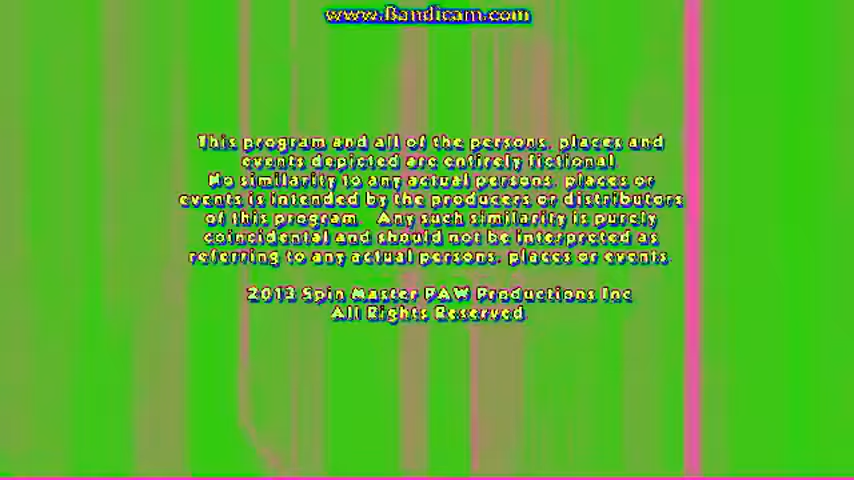 www.Bandicam.com
This program and all of the persons, places and
events depicted are entirely fictional.
No similarity to any actual persons, places or
events is intended by the producers or distributors
of this program. Any such similarity is purely
coincidental and should not be interpreted as
referring to any actual persons, places or events.
2013 Spin Master PAW Productions Inc
All Rights Reserved